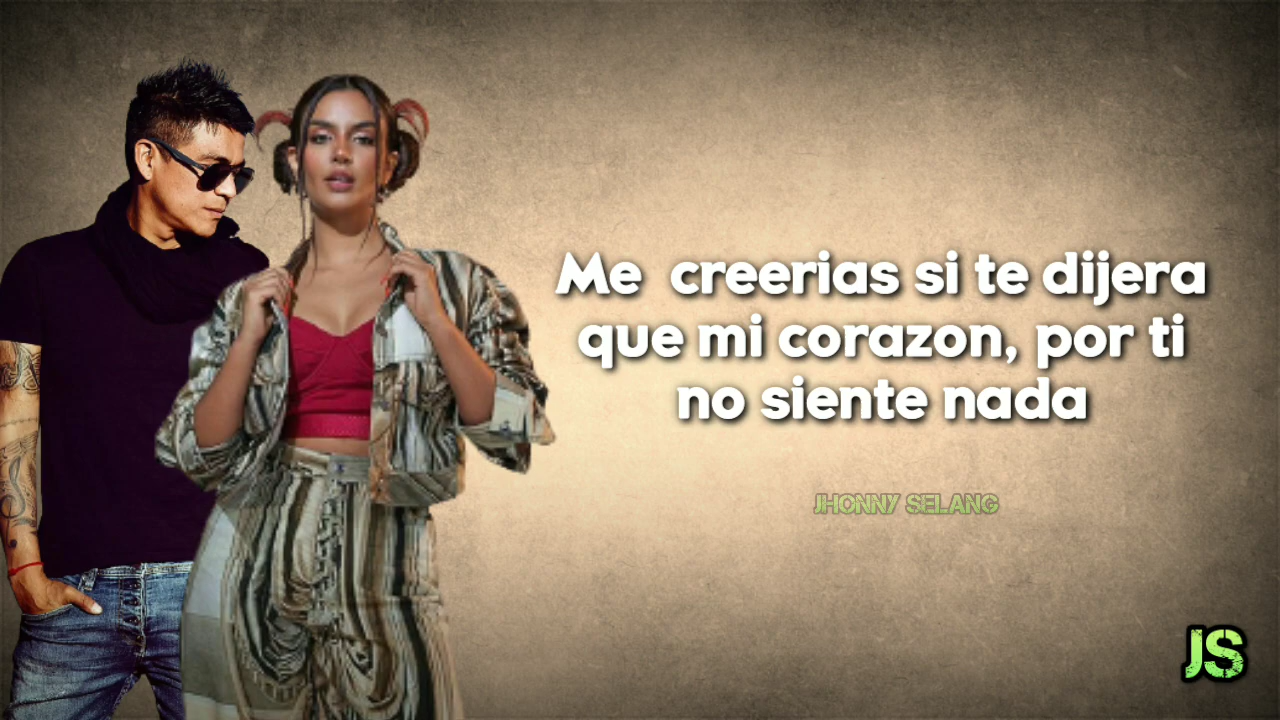 Me creerias si te dijera
que mi corazon, por ti
no siente nada
JHONNY SELANG
JS